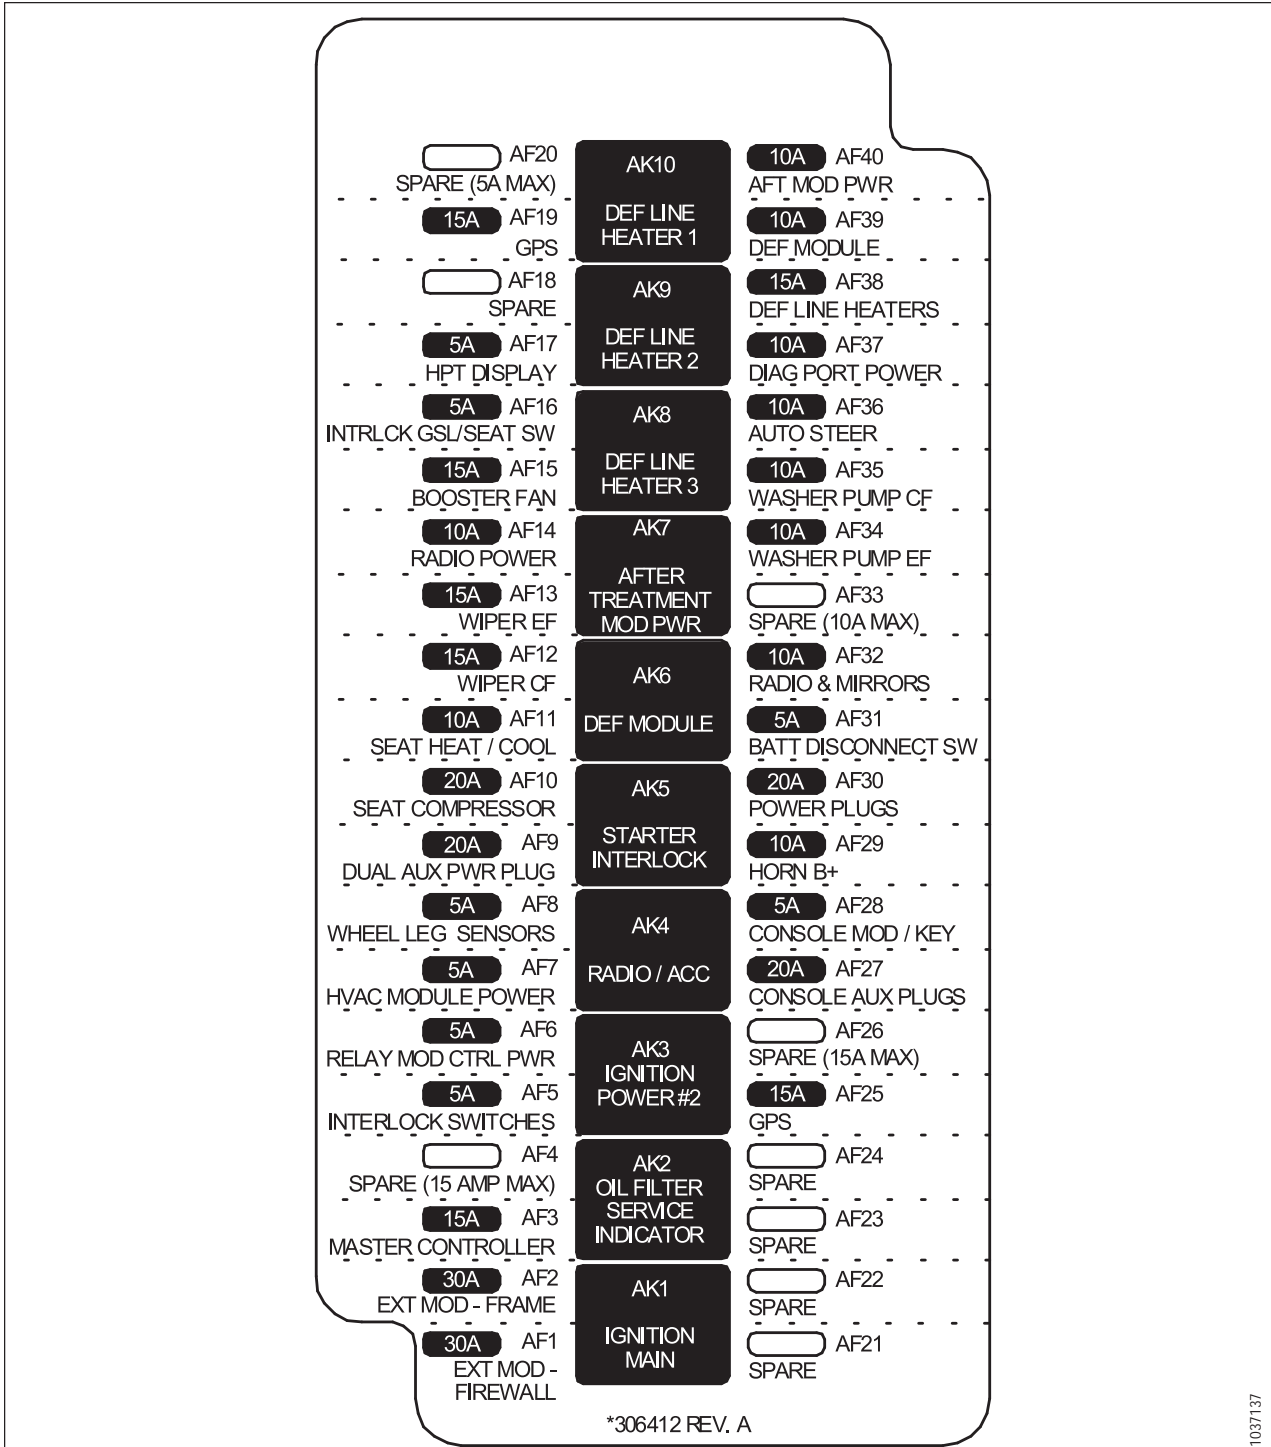 AF20
SPARE (5A MAX)
15A AF19
GPS
AF18
SPARE
5A AF17
HPT DISPLAY
5A AF16
INTRLCK GSL/SEAT SW
15A AF15
BOOSTER FAN
10A AF14
RADIO POWER
15A AF13
WIPER EF
15A AF12
WIPER CF
10A AF11
SEAT HEAT / COOL
20A AF10
SEAT COMPRESSOR
20A AF9
DUAL AUX PWR PLUG
5A AF8
WHEEL LEG SENSORS
5A AF7
HVAC MODULE POWER
5A AF6
RELAY MOD CTRL PWR
5A AF5
INTERLOCK SWITCHES
AF4
SPARE (15 AMP MAX)
15A AF3
MASTER CONTROLLER
30A AF2
EXT MOD - FRAME
30A AF1
EXT MOD -
FIREWALL
AK10
DEF LINE
HEATER 1
AK9
DEF LINE
HEATER 2
AK8
DEF LINE
HEATER 3
AK7
AFTER
TREATMENT
MOD PWR
AK6
DEF MODULE
AK5
STARTER
INTERLOCK
AK4
RADIO / ACC
AK3
IGNITION
POWER #2
AK2
OIL FILTER
SERVICE
INDICATOR
AK1
IGNITION
MAIN
10A AF40
AFT MOD PWR
10A AF39
DEF MODULE
15A AF38
DEF LINE HEATERS
10A AF37
DIAG PORT POWER
10A AF36
AUTO STEER
10A AF35
WASHER PUMP CF
10A AF34
WASHER PUMP EF
AF33
SPARE (10A MAX)
10A AF32
RADIO & MIRRORS
5A AF31
BATT DISCONNECT SW
20A AF30
POWER PLUGS
10A AF29
HORN B+
5A AF28
CONSOLE MOD / KEY
20A AF27
CONSOLE AUX PLUGS
AF26
SPARE (15A MAX)
15A AF25
GPS
AF24
SPARE
AF23
SPARE
AF22
SPARE
AF21
SPARE
*306412 REV. A
1037137